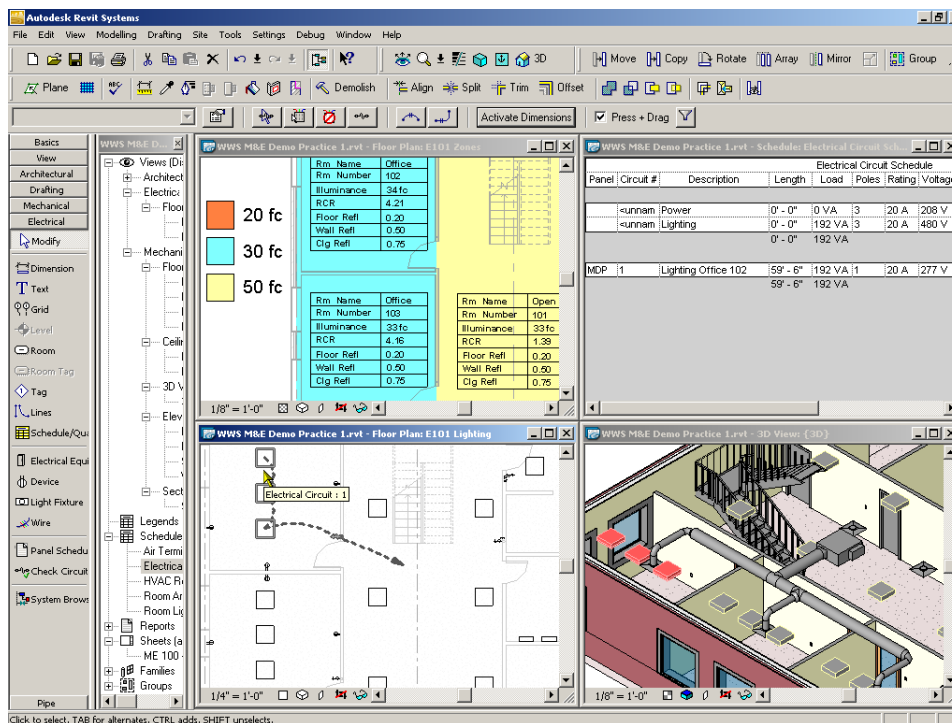 Autodesk Revit Systems
File Edit View Modelling Drafting Site Tools Settings Debug Window Help
3D Move Copy Rotate Array Mirror Group
Plane Demolish Align Split Trim Offset
Activate Dimensions Press + Drag
Basics
View
Architectural
Drafting
Mechanical
Electrical
Modify
Dimension
Text
Grid
Level
Room
Room Tag
Tag
Lines
Schedule/Qua
Electrical Equi
Device
Light Fixture
Wire
Panel Schedu
Check Circuit
System Brows
Pipe
WWS M&E D...
Views (Di
Architect
Electrica
Floor
Mechani
Floor
Ceilir
3D V
Elev
Sect
Legends
Schedule
Air Termi
Electrica
HVAC R
Room Ar
Room Lig
Reports
Sheets (a
ME 100
Families
Groups
WWS M&E Demo Practice 1.rvt - Floor Plan: E101 Zones
20 fc
30 fc
50 fc
Rm Name Office
Rm Number 102
Illuminance 34 fc
RCR 4.21
Floor Refl 0.20
Wall Refl 0.50
Clg Refl 0.75
Rm Name Office
Rm Number 103
Illuminance 33 fc
RCR 4.16
Floor Refl 0.20
Wall Refl 0.50
Clg Refl 0.75
Rm Name Open
Rm Number 101
Illuminance 33 fc
RCR 1.39
Floor Refl 0.20
Wall Refl 0.50
Clg Refl 0.75
1/8" = 1'-0"
WWS M&E Demo Practice 1.rvt - Schedule: Electrical Circuit Sch...
Electrical Circuit Schedule
Panel Circuit # Description Length Load Poles Rating Voltage
<unnam Power 0' - 0" 0 VA 3 20 A 208 V
<unnam Lighting 0' - 0" 192 VA 3 20 A 480 V
0' - 0" 192 VA
MDP 1 Lighting Office 102 59' - 6" 192 VA 1 20 A 277 V
59' - 6" 192 VA
WWS M&E Demo Practice 1.rvt - Floor Plan: E101 Lighting
Electrical Circuit : 1
1/4" = 1'-0"
WWS M&E Demo Practice 1.rvt - 3D View: {3D}
1/8" = 1'-0"
Click to select, TAB for alternates, CTRL adds, SHIFT unselects.